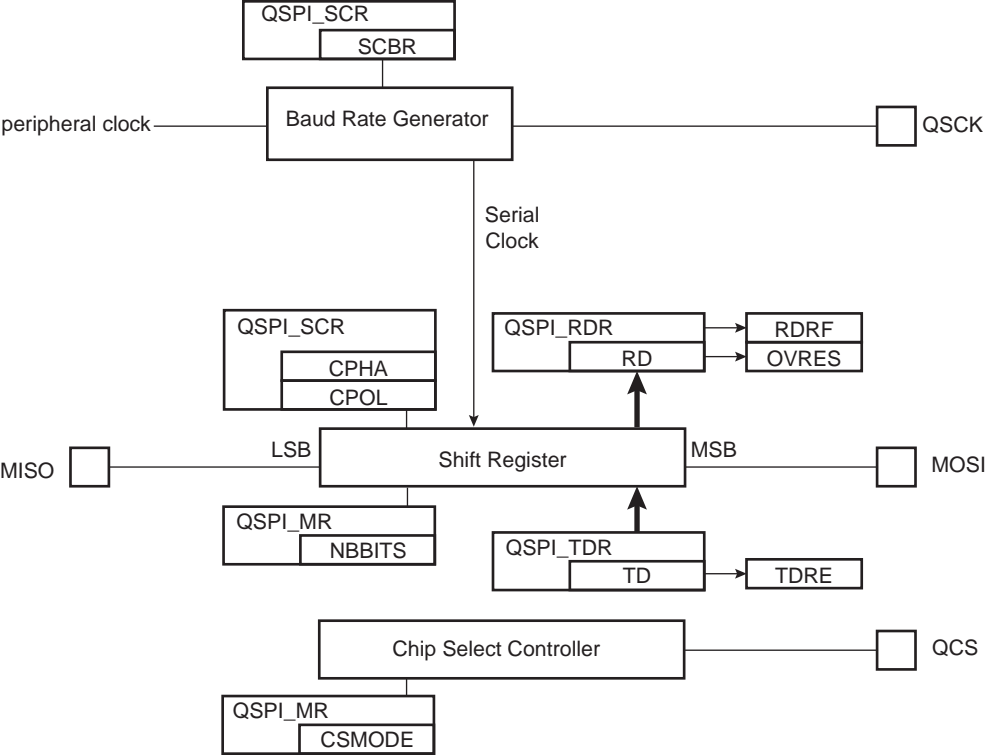 QSPI_SCR
SCBR
peripheral clock
Baud Rate Generator
QSCK
Serial
Clock
QSPI_SCR
CPHA
CPOL
QSPI_RDR
RD
RDRF
OVRES
LSB
Shift Register
MSB
MISO
MOSI
QSPI_MR
NBBITS
QSPI_TDR
TD
TDRE
Chip Select Controller
QCS
QSPI_MR
CSMODE